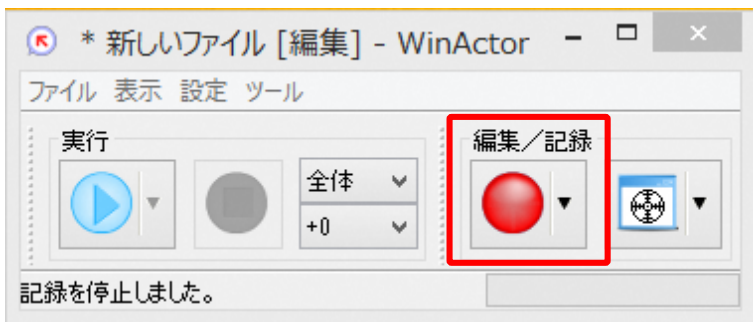 * 新しいファイル [編集] - WinActor
ファイル 表示 設定 ツール
実行
編集／記録
全体
+0
記録を停止しました。